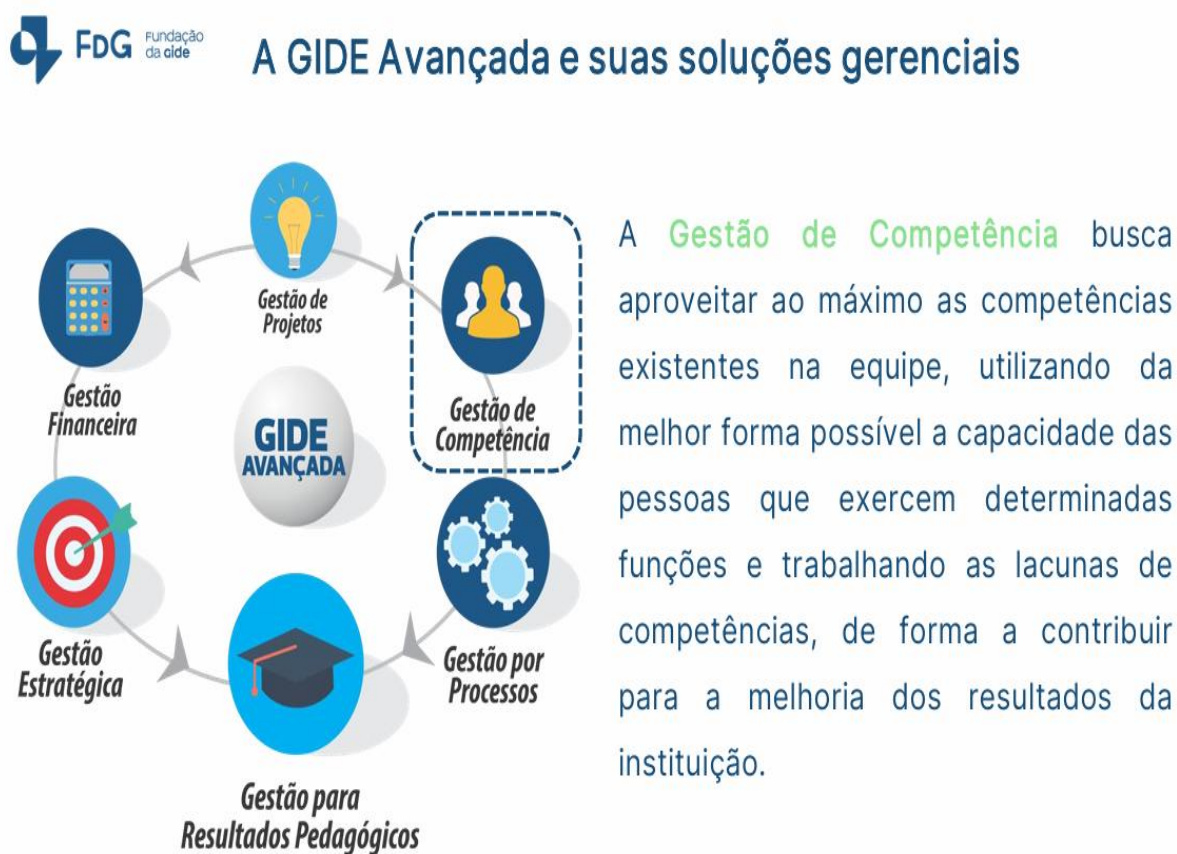 FDG Fundação
da gide
A GIDE Avançada e suas soluções gerenciais
Gestão de
Projetos
Gestão
Financeira
Gestão de
Competência
GIDE
AVANÇADA
Gestão
Estratégica
Gestão por
Processos
Gestão para
Resultados Pedagógicos
A Gestão de Competência busca
aproveitar ao máximo as competências
existentes na equipe, utilizando da
melhor forma possível a capacidade das
pessoas que exercem determinadas
funções e trabalhando as lacunas de
competências, de forma a contribuir
para a melhoria dos resultados da
instituição.